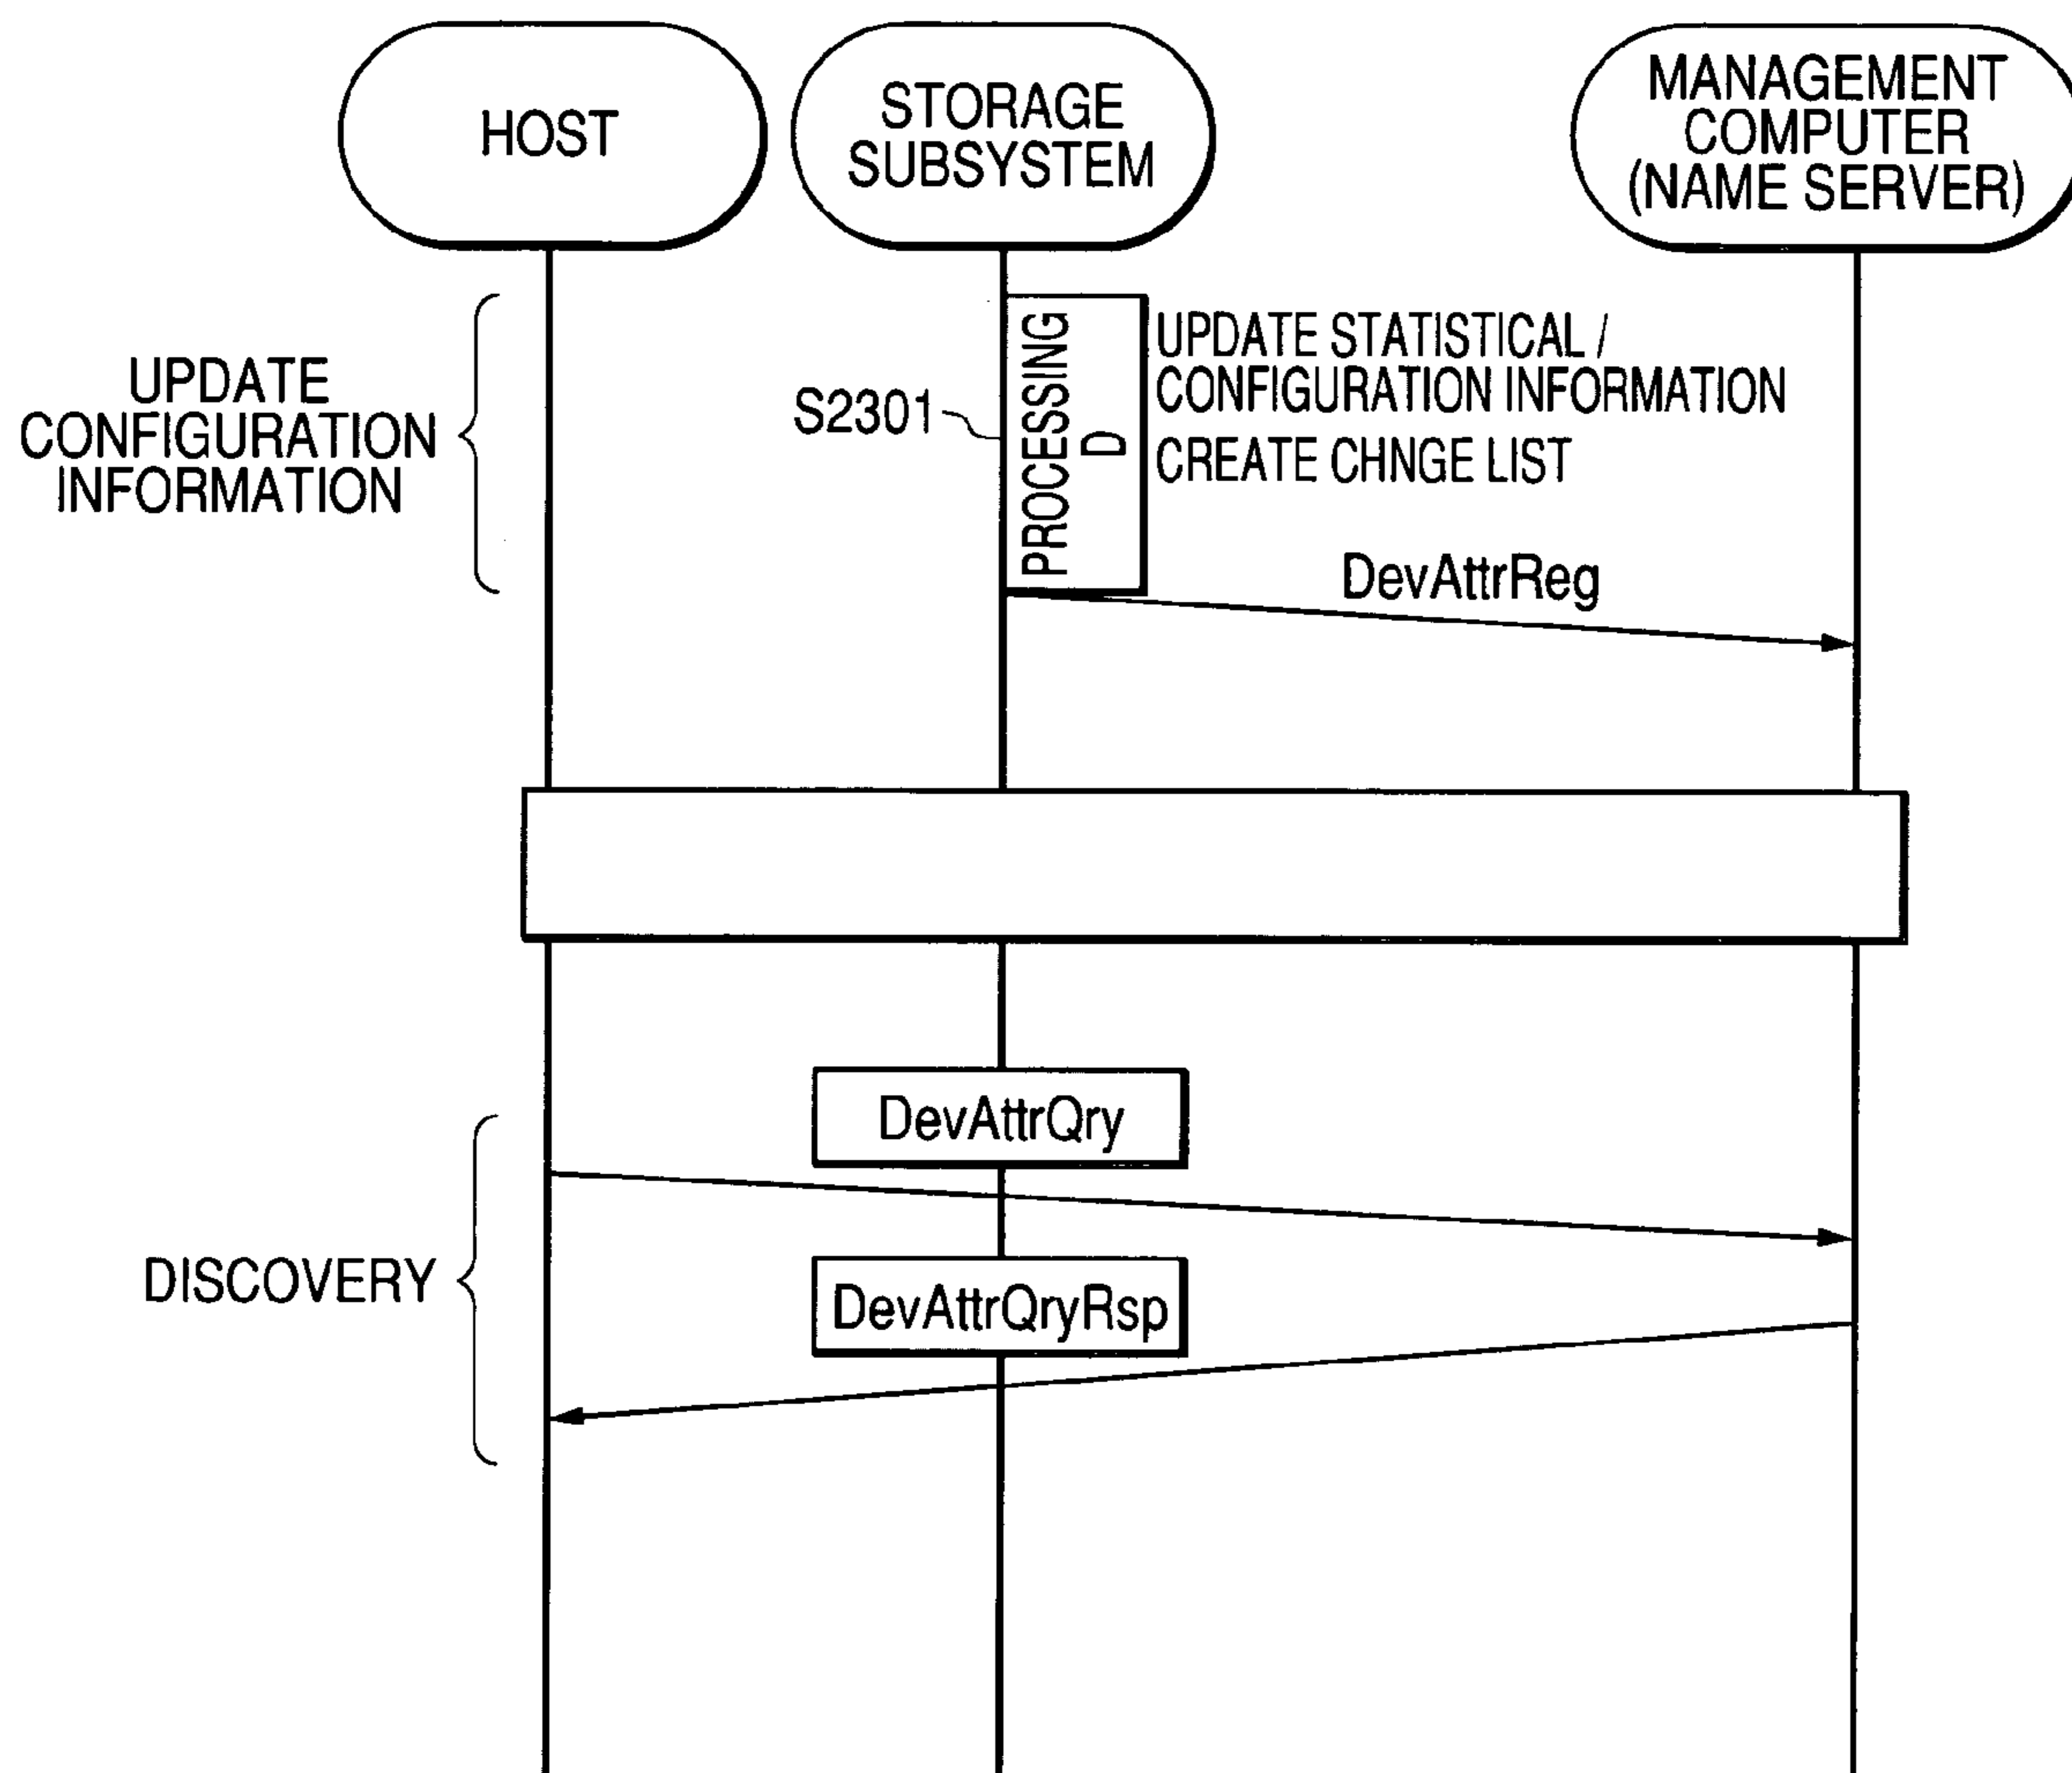 HOST
STORAGE
SUBSYSTEM
MANAGEMENT
COMPUTER
(NAME SERVER)
UPDATE
CONFIGURATION
INFORMATION
S2301
PROCESSING
D
UPDATE STATISTICAL /
CONFIGURATION INFORMATION
CREATE CHNGE LIST
DevAttrReg
DevAttrQry
DISCOVERY
DevAttrQryRsp